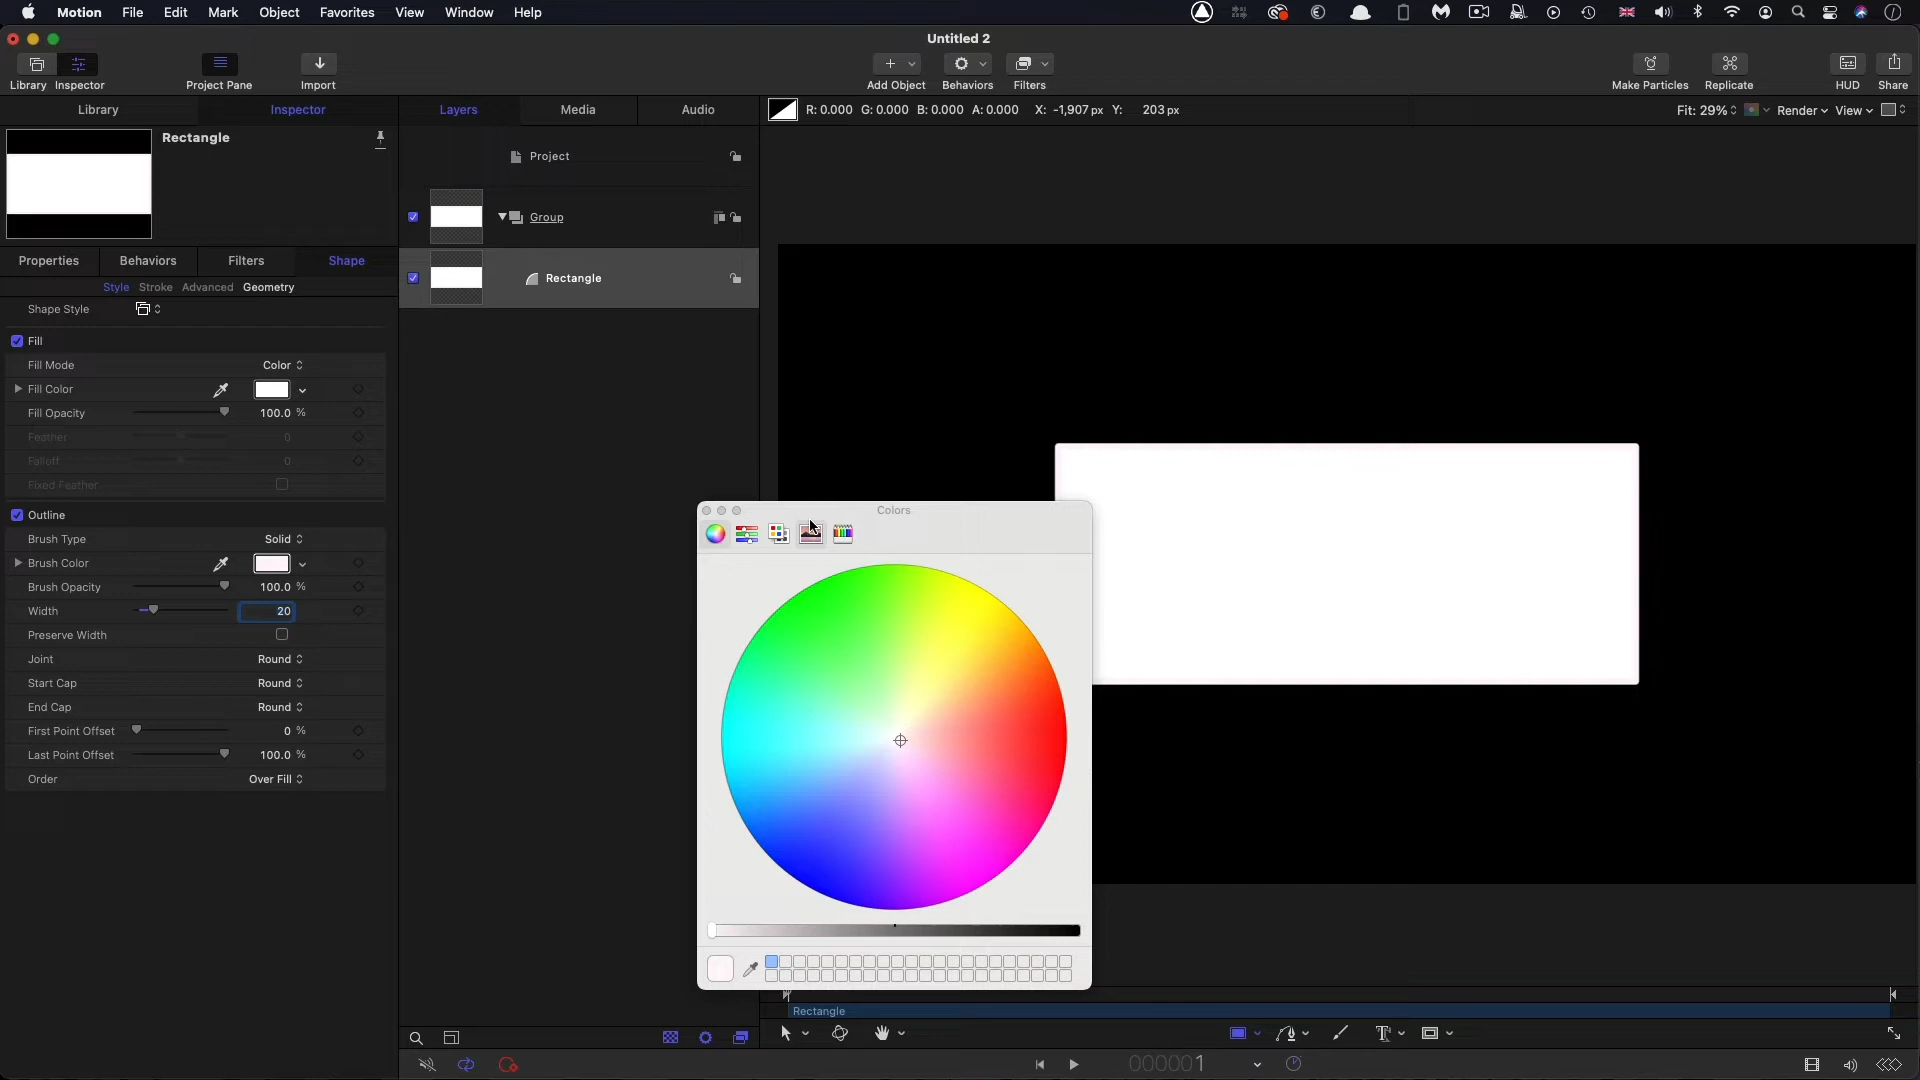 Motion File Edit Mark Object Favorites View Window Help
Untitled 2
Library Inspector Project Pane Import Add Object Behaviors Filters Make Particles Replicate HUD Share
Library Inspector Layers Media Audio R: 0.000 G: 0.000 B: 0.000 A: 0.000 X: -1,907 px Y: 203 px Fit: 29% Render View
Rectangle
Project
Group
Rectangle
Properties Behaviors Filters Shape
Style Stroke Advanced Geometry
Shape Style
Fill
Fill Mode Color
Fill Color
Fill Opacity 100.0 %
Feather 0
Falloff 0
Fixed Feather
Outline
Brush Type Solid
Brush Color
Brush Opacity 100.0 %
Width 20
Preserve Width
Joint Round
Start Cap Round
End Cap Round
First Point Offset 0 %
Last Point Offset 100.0 %
Order Over Fill
Colors
Rectangle
T
000001